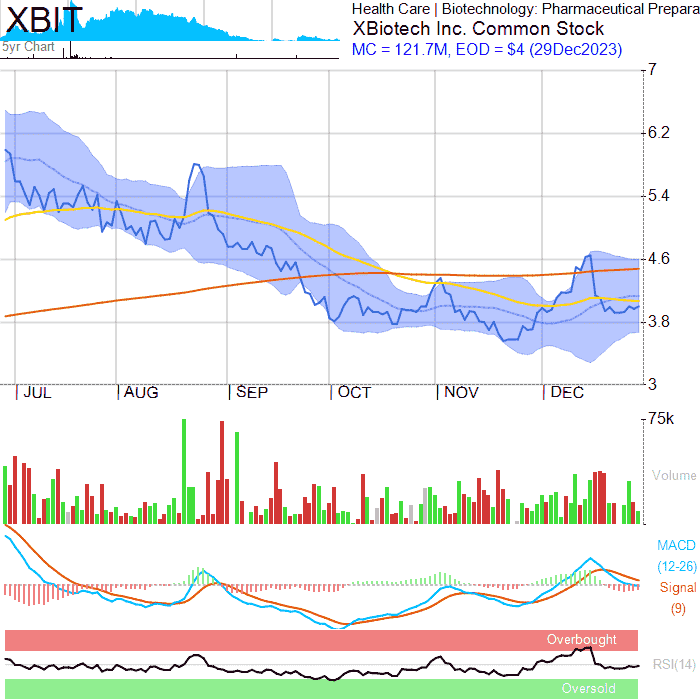 XBIT
5yr Chart
Health Care | Biotechnology: Pharmaceutical Prepara
XBiotech Inc. Common Stock
MC = 121.7M, EOD = $4 (29Dec2023)
7
6.2
5.4
4.6
3.8
3
JUL AUG SEP OCT NOV DEC
75k
Volume
MACD
(12-26)
Signal
(9)
Overbought
RSI(14)
Oversold